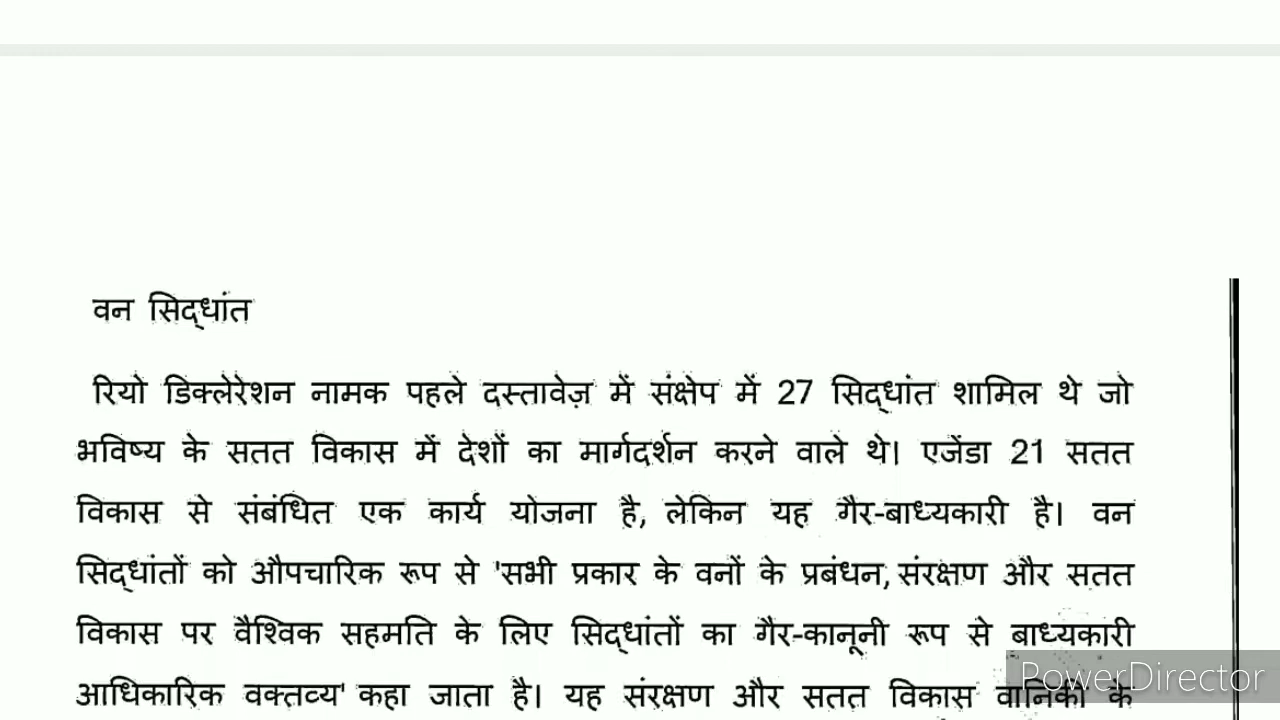 वन सिद्धांत
रियो डिक्लेरेशन नामक पहले दस्तावेज़ में संक्षेप में 27 सिद्धांत शामिल थे जो
भविष्य के सतत विकास में देशों का मार्गदर्शन करने वाले थे। एजेंडा 21 सतत
विकास से संबंधित एक कार्य योजना है, लेकिन यह गैर-बाध्यकारी है। वन
सिद्धांतों को औपचारिक रूप से 'सभी प्रकार के वनों के प्रबंधन, संरक्षण और सतत
विकास पर वैश्विक सहमति के लिए सिद्धांतों का गैर-कानूनी रूप से बाध्यकारी
आधिकारिक वक्तव्य' कहा जाता है। यह संरक्षण और सतत विकास वानिकी के
PowerDirector